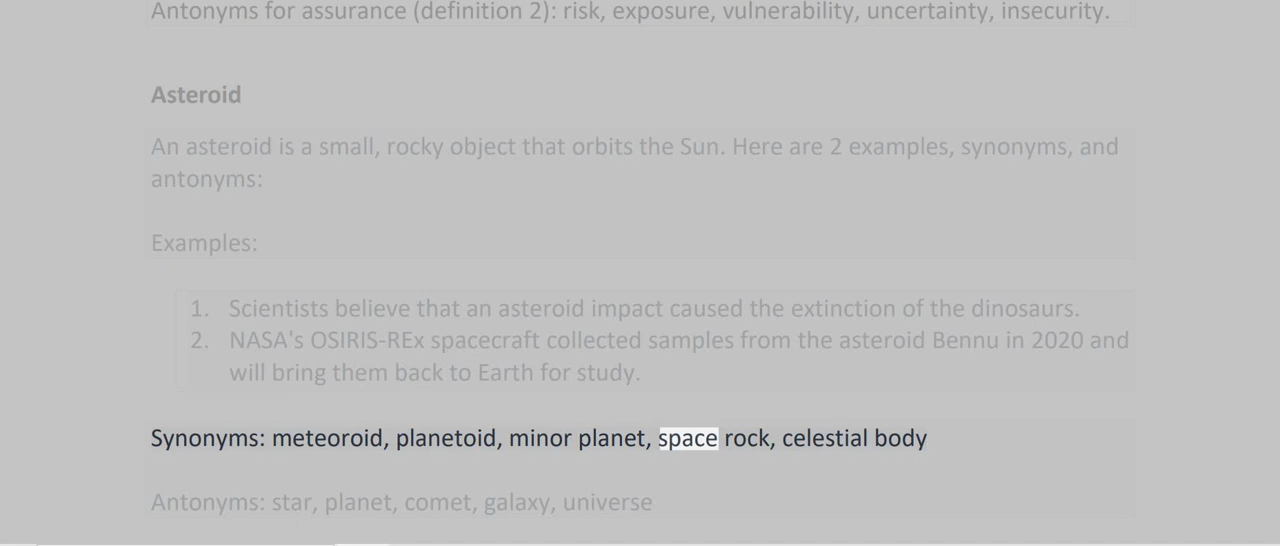 Antonyms for assurance (definition 2): risk, exposure, vulnerability, uncertainty, insecurity.
Asteroid
An asteroid is a small, rocky object that orbits the Sun. Here are 2 examples, synonyms, and
antonyms:
Examples:
1. Scientists believe that an asteroid impact caused the extinction of the dinosaurs.
2. NASA's OSIRIS-REx spacecraft collected samples from the asteroid Bennu in 2020 and
will bring them back to Earth for study.
Synonyms: meteoroid, planetoid, minor planet, space rock, celestial body
Antonyms: star, planet, comet, galaxy, universe